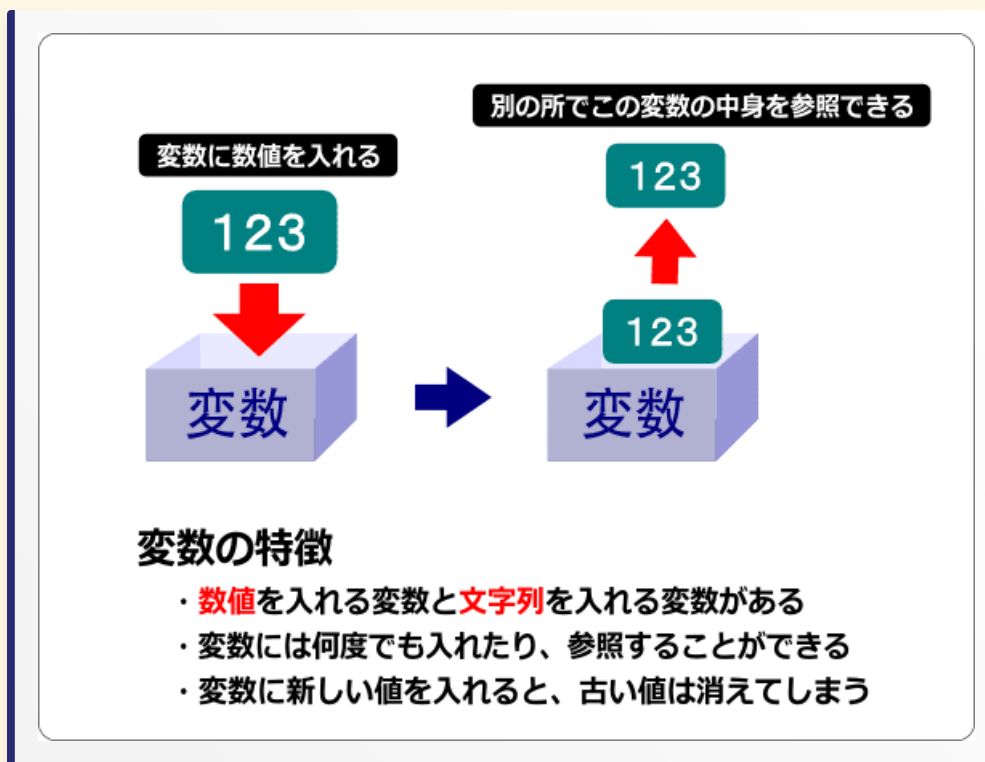 変数に数値を入れる
123
変数
別の所でこの変数の中身を参照できる
123
123
変数
変数の特徴
・数値を入れる変数と文字列を入れる変数がある
・変数には何度でも入れたり、参照することができる
・変数に新しい値を入れると、古い値は消えてしまう